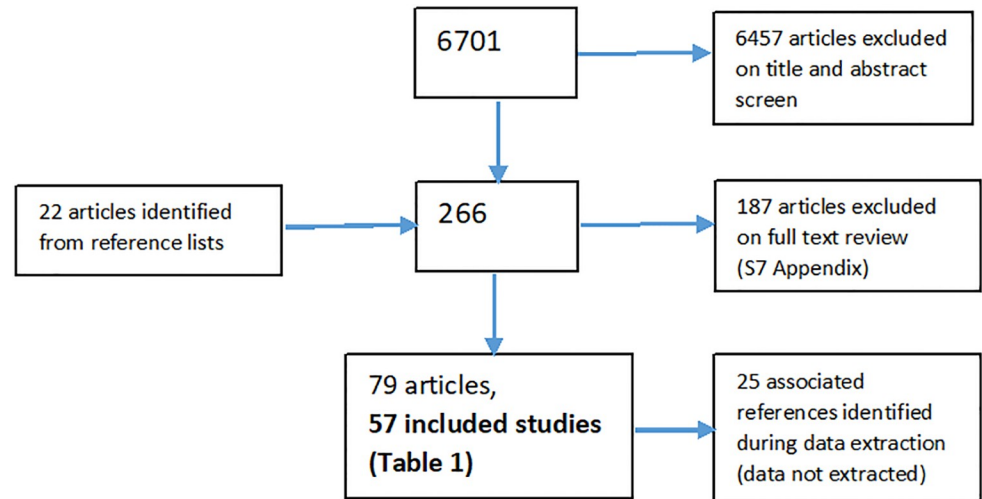 6701
6457 articles excluded
on title and abstract
screen
22 articles identified
from reference lists
266
187 articles excluded
on full text review
(S7 Appendix)
79 articles,
57 included studies
(Table 1)
25 associated
references identified
during data extraction
(data not extracted)